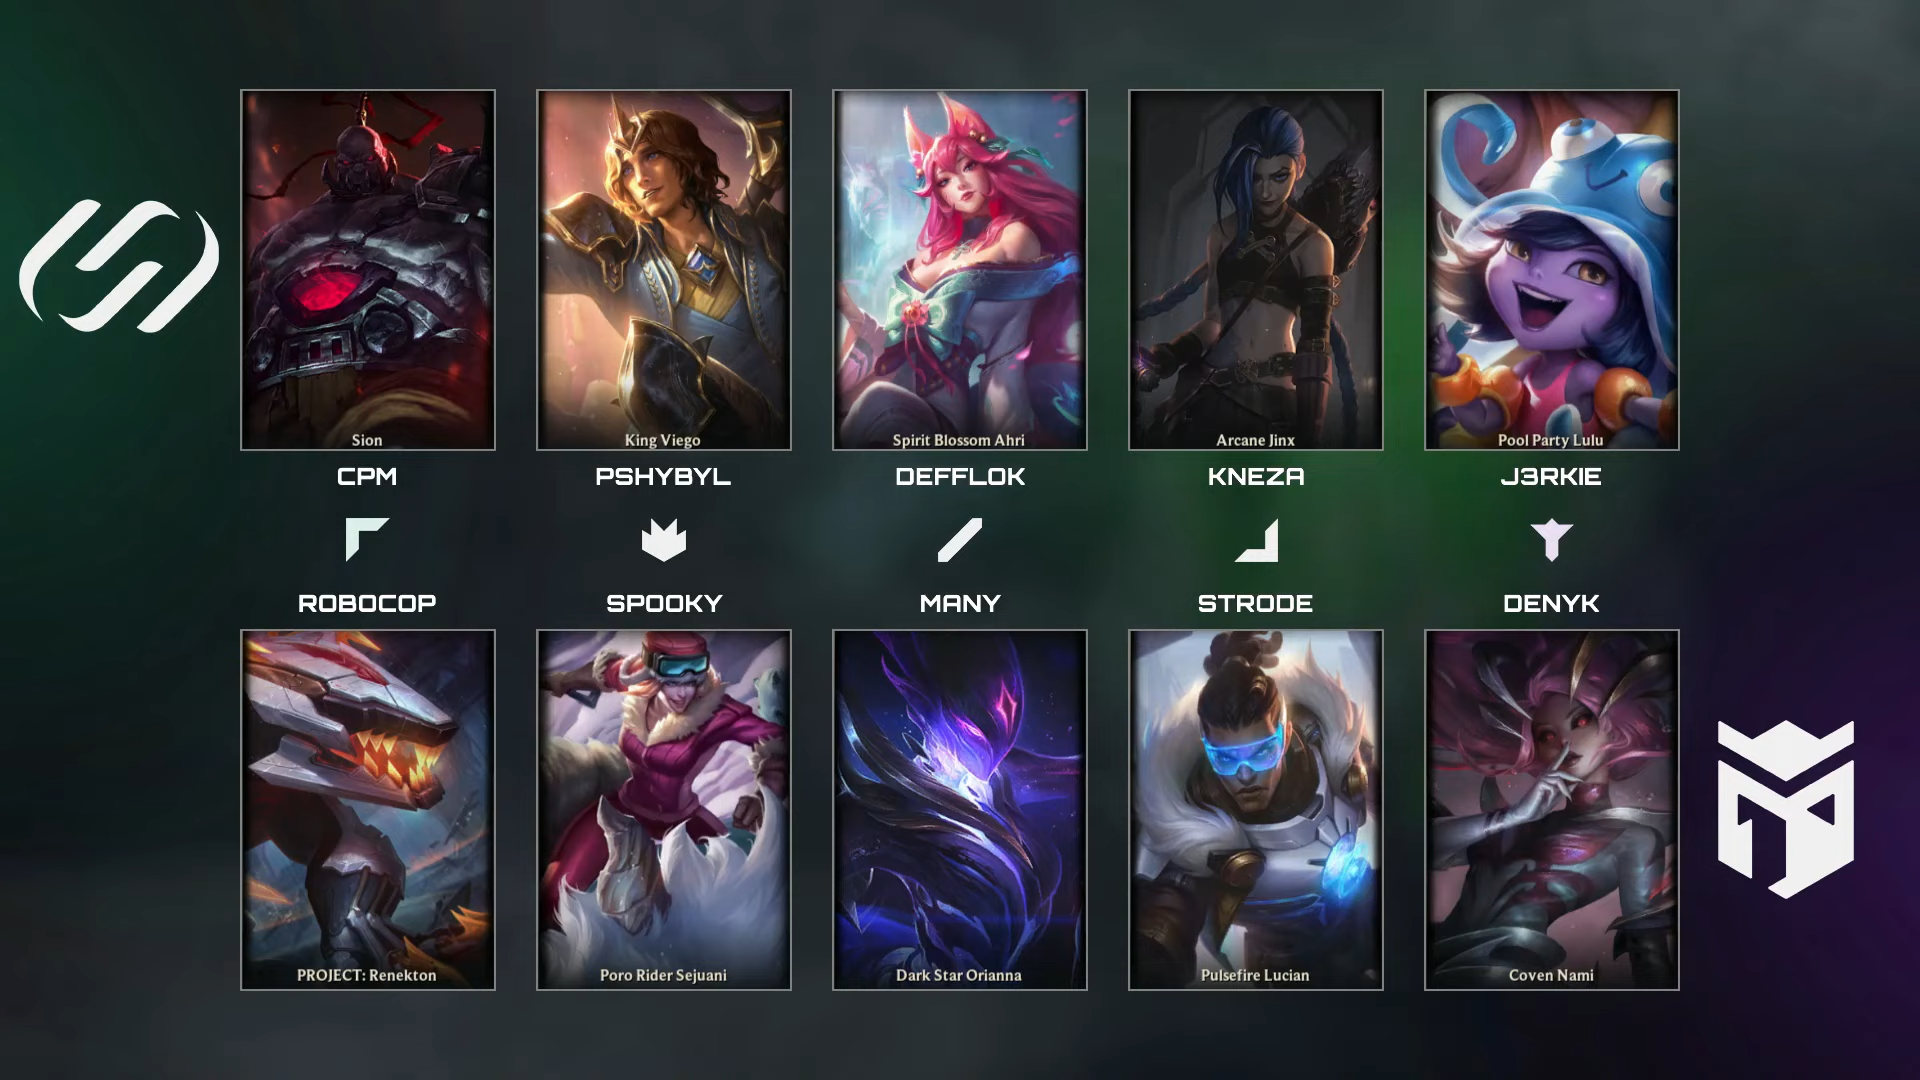 Sion
King Viego
Spirit Blossom Ahri
Arcane Jinx
Pool Party Lulu
CPM
PSHYBYL
DEFFLOK
KNEZA
J3RKIE
ROBOCOP
SPOOKY
MANY
STRODE
DENYK
PROJECT: Renekton
Poro Rider Sejuani
Dark Star Orianna
Pulsefire Lucian
Coven Nami